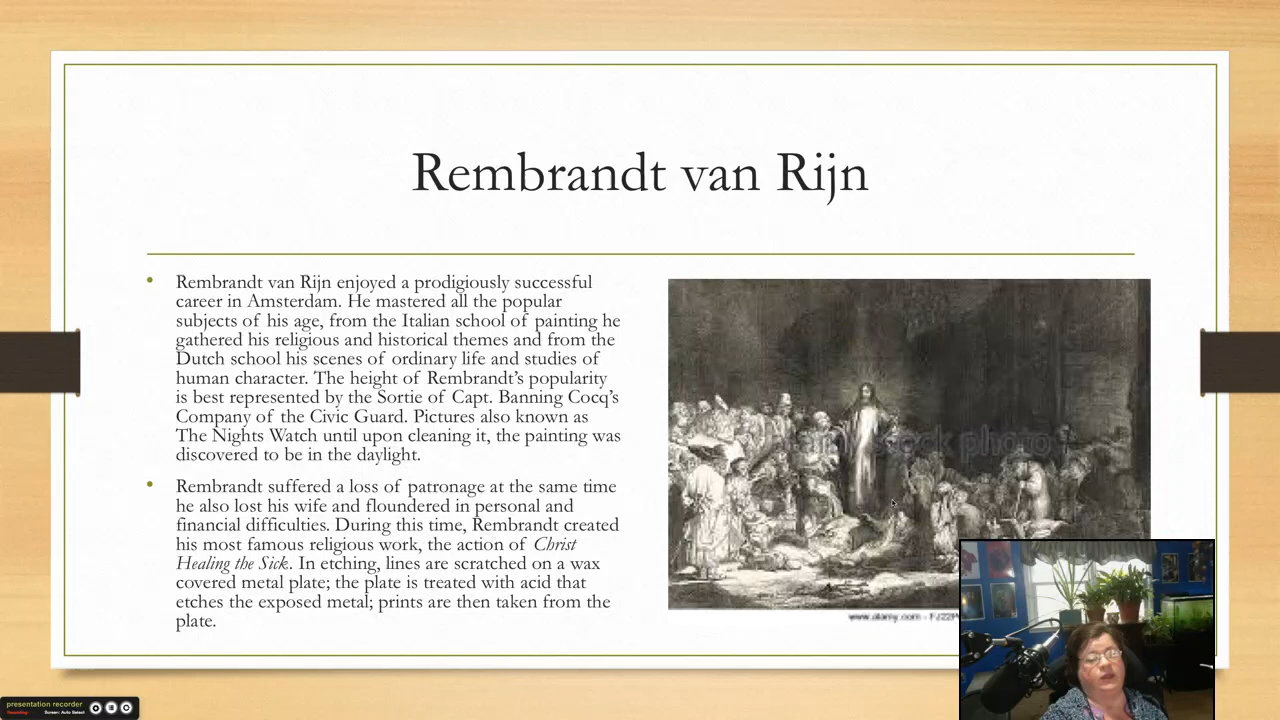 Rembrandt van Rijn
• Rembrandt van Rijn enjoyed a prodigiously successful
career in Amsterdam. He mastered all the popular
subjects of his age, from the Italian school of painting he
gathered his religious and historical themes and from the
Dutch school his scenes of ordinary life and studies of
human character. The height of Rembrandt’s popularity
is best represented by the Sortie of Capt. Banning Cocq’s
Company of the Civic Guard. Pictures also known as
The Nights Watch until upon cleaning it, the painting was
discovered to be in the daylight.
• Rembrandt suffered a loss of patronage at the same time
he also lost his wife and floundered in personal and
financial difficulties. During this time, Rembrandt created
his most famous religious work, the action of Christ
Healing the Sick. In etching, lines are scratched on a wax
covered metal plate; the plate is treated with acid that
etches the exposed metal; prints are then taken from the
plate.
stock photo
www.alamy.com -
presentation recorder
Screen: Auto Select